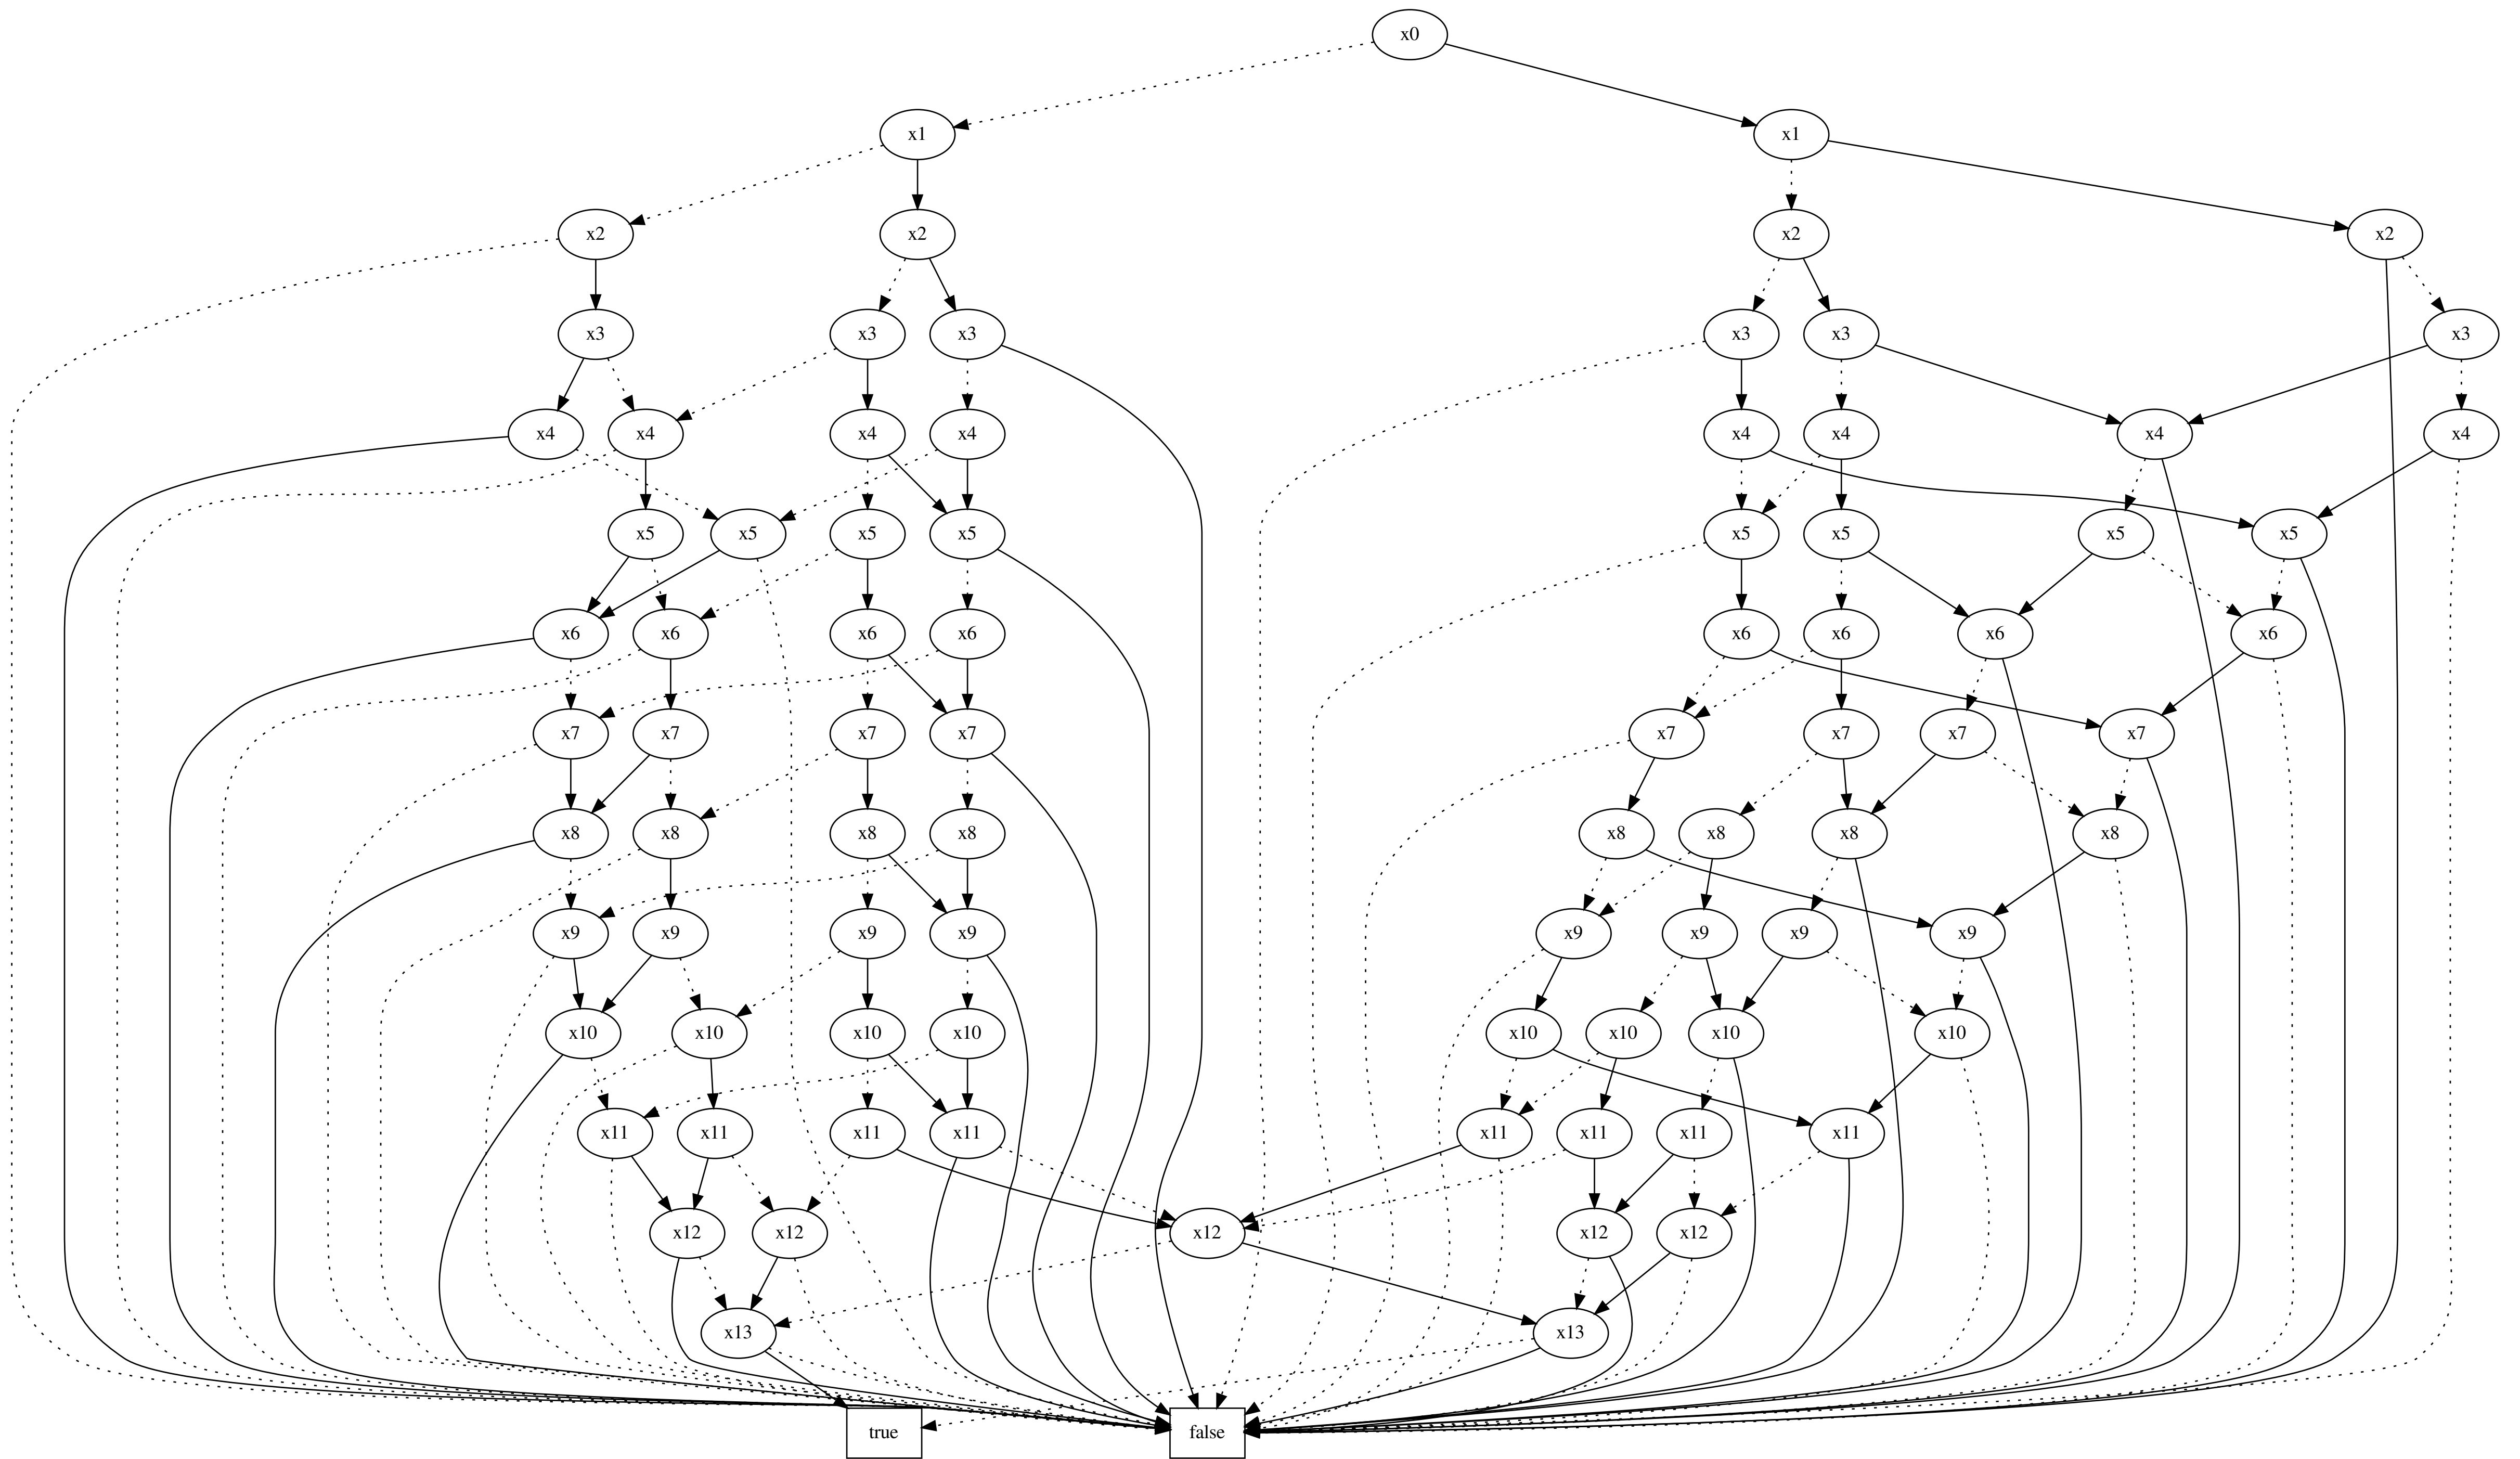 x0
x1 x1
x2 x2 x2 x2
x3 x3 x3 x3 x3 x3
x4 x4 x4 x4 x4 x4 x4 x4
x5 x5 x5 x5 x5 x5 x5 x5
x6 x6 x6 x6 x6 x6 x6 x6
x7 x7 x7 x7 x7 x7 x7 x7
x8 x8 x8 x8 x8 x8 x8 x8
x9 x9 x9 x9 x9 x9 x9 x9
x10 x10 x10 x10 x10 x10 x10 x10
x11 x11 x11 x11 x11 x11 x11 x11
x12 x12 x12 x12 x12
x13 x13
true false